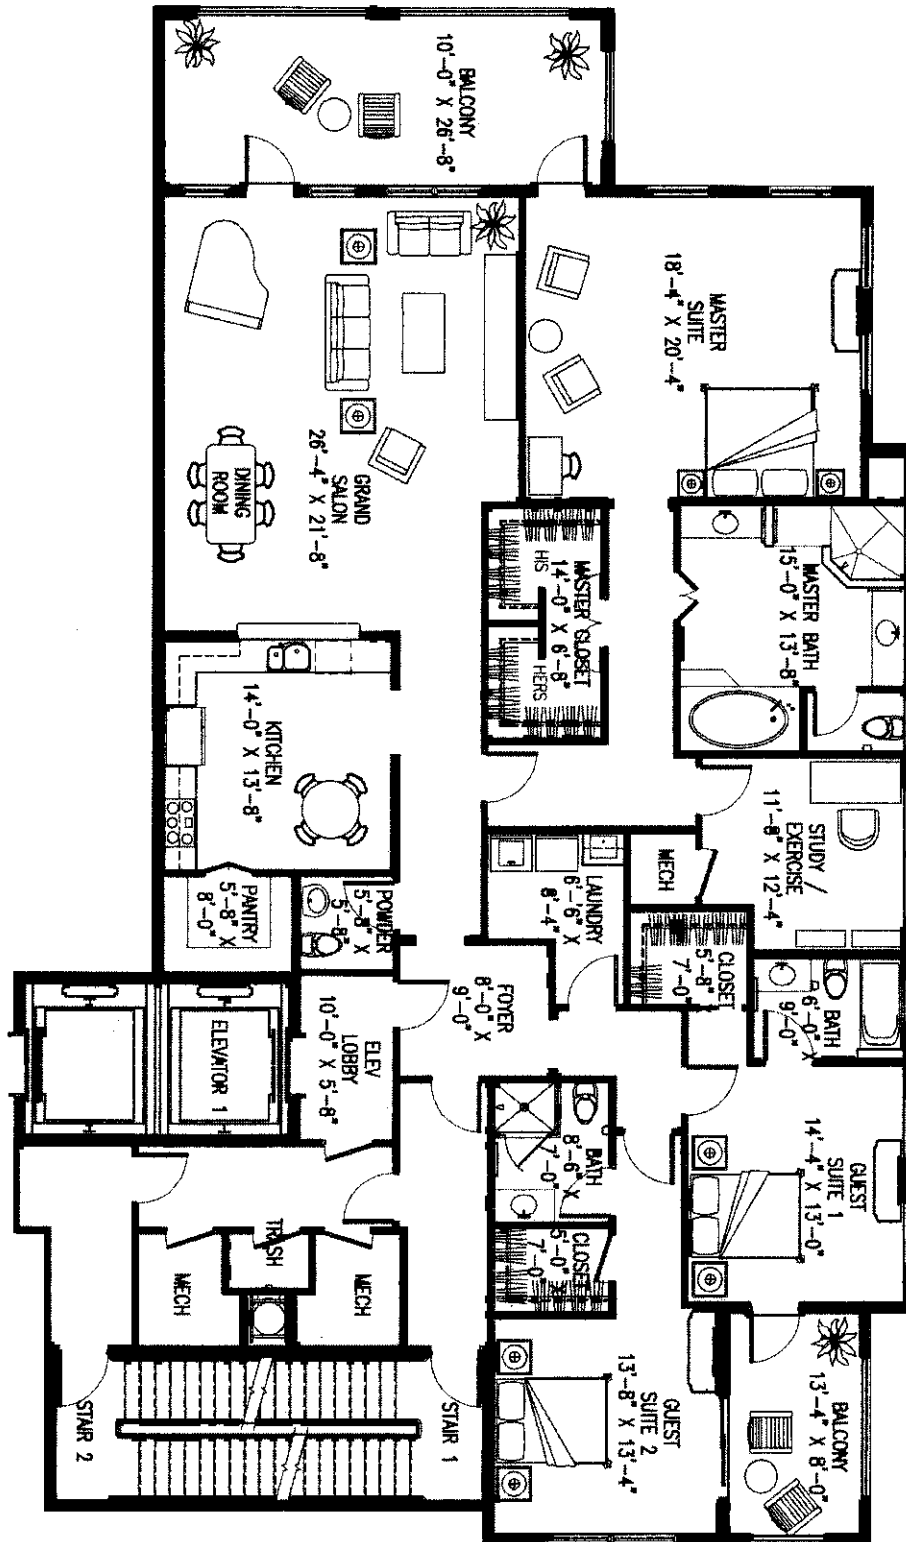 BALCONY
10'-0" X 26'-8"
MASTER
SUITE
18'-4" X 20'-4"
GRAND
SALON
26'-4" X 21'-8"
DINING
ROOM
MASTER BATH
15'-0" X 13'-8"
MASTER CLOSET
14'-0" X 6'-8"
HIS
HERS
KITCHEN
14'-0" X 13'-8"
STUDY /
EXERCISE
11'-8" X 12'-4"
MECH
LAUNDRY
6'-6" X
8'-4"
PANTRY
5'-8" X
8'-0"
POWDER
5'-8" X
5'-8"
CLOSET
5'-8" X
7'-0"
BATH
6'-0" X
9'-0"
FOYER
8'-0" X
9'-0"
ELEV
LOBBY
10'-0" X 5'-8"
ELEVATOR 1
GUEST
SUITE 1
14'-4" X 13'-0"
BATH
8'-6" X
7'-0"
CLOSET
5'-0" X
7'-0"
TRASH
MECH
MECH
GUEST
SUITE 2
13'-8" X 13'-4"
BALCONY
13'-4" X 8'-0"
STAIR 1
STAIR 2